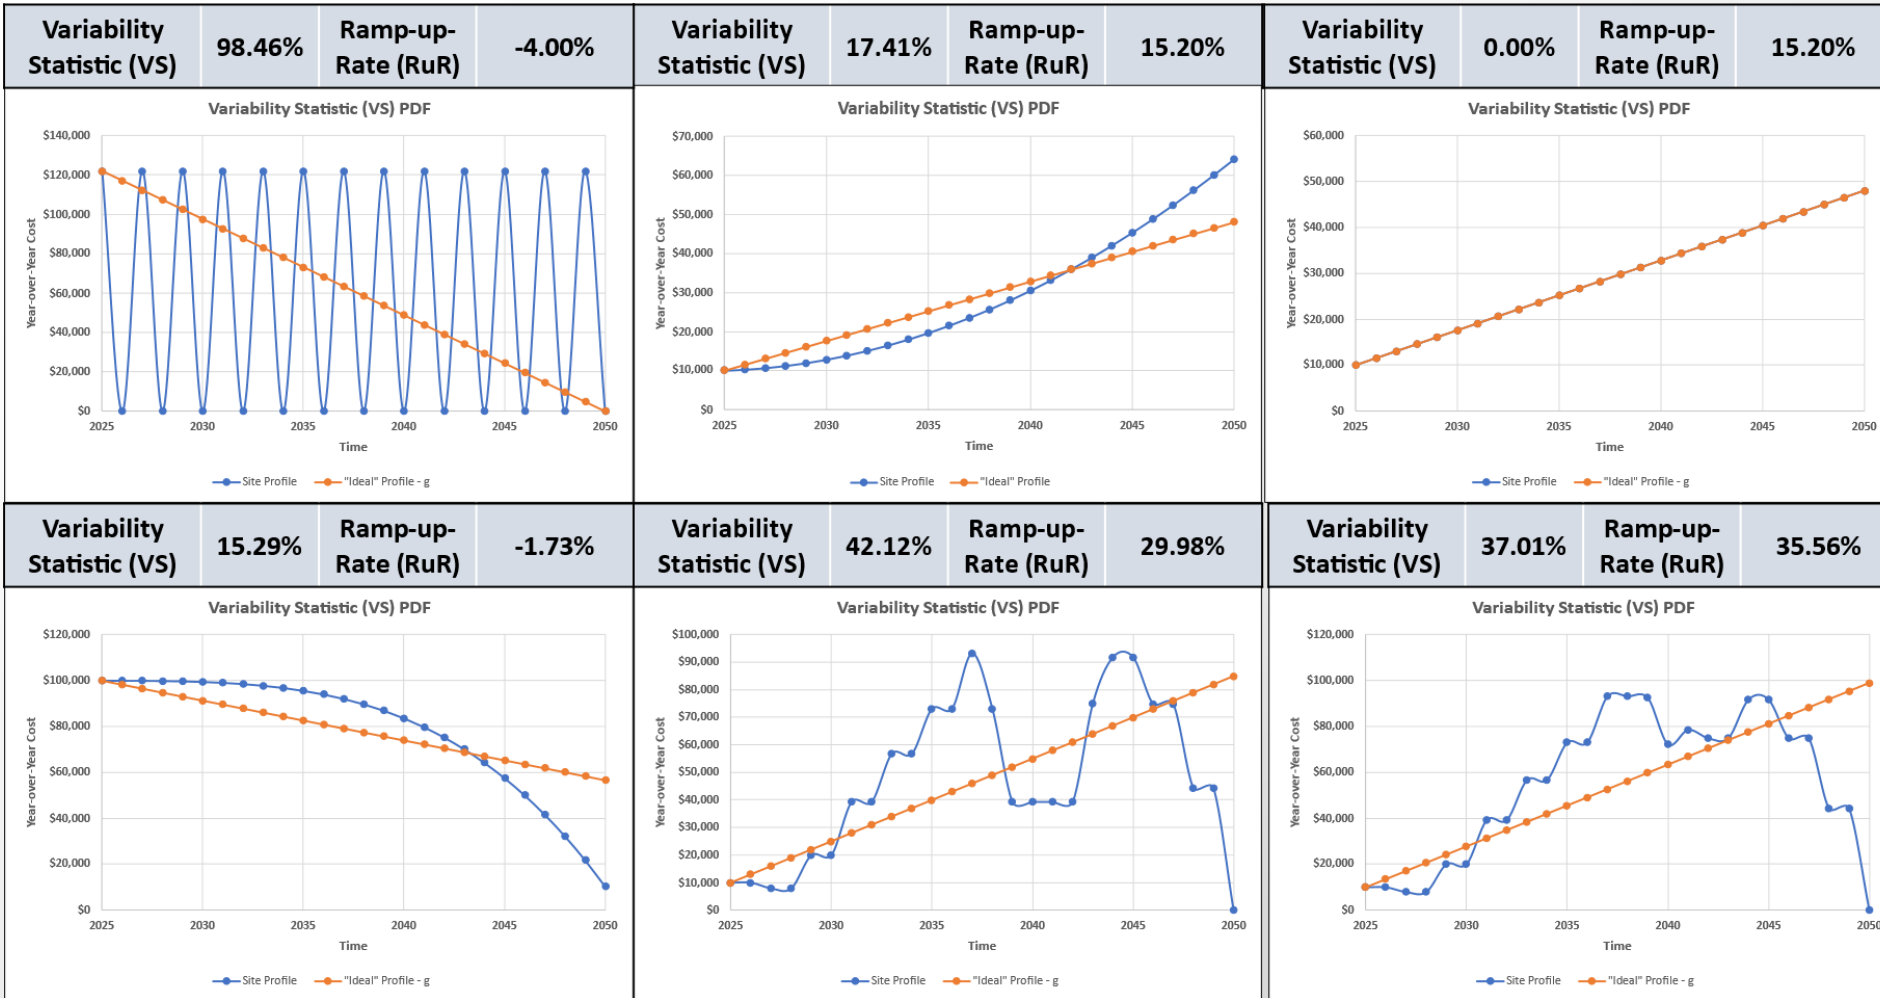 Variability
Statistic (VS)
98.46%
Ramp-up-
Rate (RuR)
-4.00%
Variability Statistic (VS) PDF
$140,000
$120,000
$100,000
$80,000
$60,000
$40,000
$20,000
$0
Year-over-Year Cost
2025 2030 2035 2040 2045 2050
Time
Site Profile "Ideal" Profile - g
Variability
Statistic (VS)
17.41%
Ramp-up-
Rate (RuR)
15.20%
Variability Statistic (VS) PDF
$70,000
$60,000
$50,000
$40,000
$30,000
$20,000
$10,000
$0
Year-over-Year Cost
2025 2030 2035 2040 2045 2050
Time
Site Profile "Ideal" Profile
Variability
Statistic (VS)
0.00%
Ramp-up-
Rate (RuR)
15.20%
Variability Statistic (VS) PDF
$60,000
$50,000
$40,000
$30,000
$20,000
$10,000
$0
Year-over-Year Cost
2025 2030 2035 2040 2045 2050
Time
Site Profile "Ideal" Profile - g
Variability
Statistic (VS)
15.29%
Ramp-up-
Rate (RuR)
-1.73%
Variability Statistic (VS) PDF
$120,000
$100,000
$80,000
$60,000
$40,000
$20,000
$0
Year-over-Year Cost
2025 2030 2035 2040 2045 2050
Time
Site Profile "Ideal" Profile - g
Variability
Statistic (VS)
42.12%
Ramp-up-
Rate (RuR)
29.98%
Variability Statistic (VS) PDF
$100,000
$90,000
$80,000
$70,000
$60,000
$50,000
$40,000
$30,000
$20,000
$10,000
$0
Year-over-Year Cost
2025 2030 2035 2040 2045 2050
Time
Site Profile "Ideal" Profile - g
Variability
Statistic (VS)
37.01%
Ramp-up-
Rate (RuR)
35.56%
Variability Statistic (VS) PDF
$120,000
$100,000
$80,000
$60,000
$40,000
$20,000
$0
Year-over-Year Cost
2025 2030 2035 2040 2045 2050
Time
Site Profile "Ideal" Profile - g